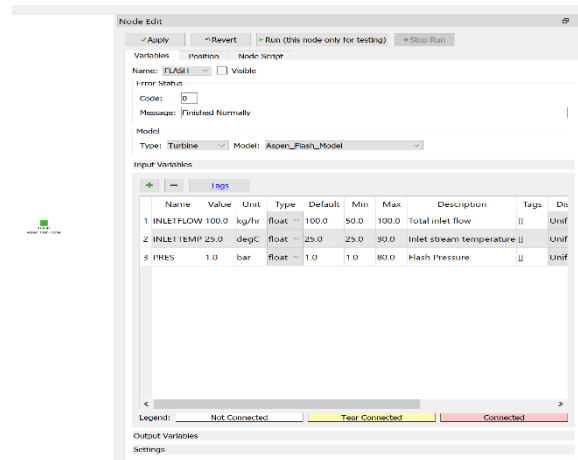 Node Edit
Apply Revert Run (this node only for testing) Stop Run
Variables Position Node Script
Name: FLASH Visible
Error Status
Code: 0
Message: Finished Normally
Model
Type: Turbine Model: Aspen_Flash_Model
Input Variables
+ − Tags
Name Value Unit Type Default Min Max Description Tags Dis
1 INLETFLOW 100.0 kg/hr float 100.0 50.0 100.0 Total inlet flow [] Unif
2 INLETTEMP 25.0 degC float 25.0 25.0 30.0 Inlet stream temperature [] Unif
3 PRES 1.0 bar float 1.0 1.0 80.0 Flash Pressure [] Unif
Legend: Not Connected Tear Connected Connected
Output Variables
Settings